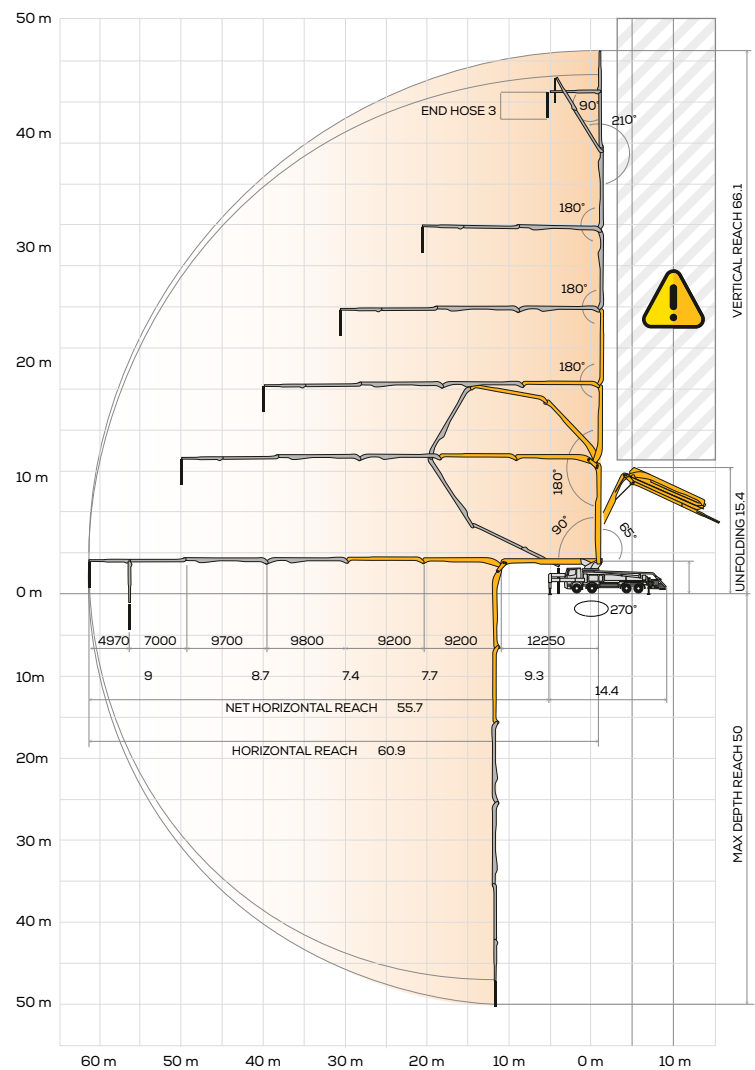 50 m
END HOSE 3
90°
210°
40 m
180°
30 m
VERTICAL REACH 66.1
180°
20 m
180°
10 m
180°
90°
65°
UNFOLDING 15.4
0 m
270°
4970
7000
9700
9800
9200
9200
12250
10m
9
8.7
7.4
7.7
9.3
14.4
NET HORIZONTAL REACH 55.7
HORIZONTAL REACH 60.9
20m
MAX DEPTH REACH 50
30 m
40 m
50 m
60 m
50 m
40 m
30 m
20 m
10 m
0 m
10 m